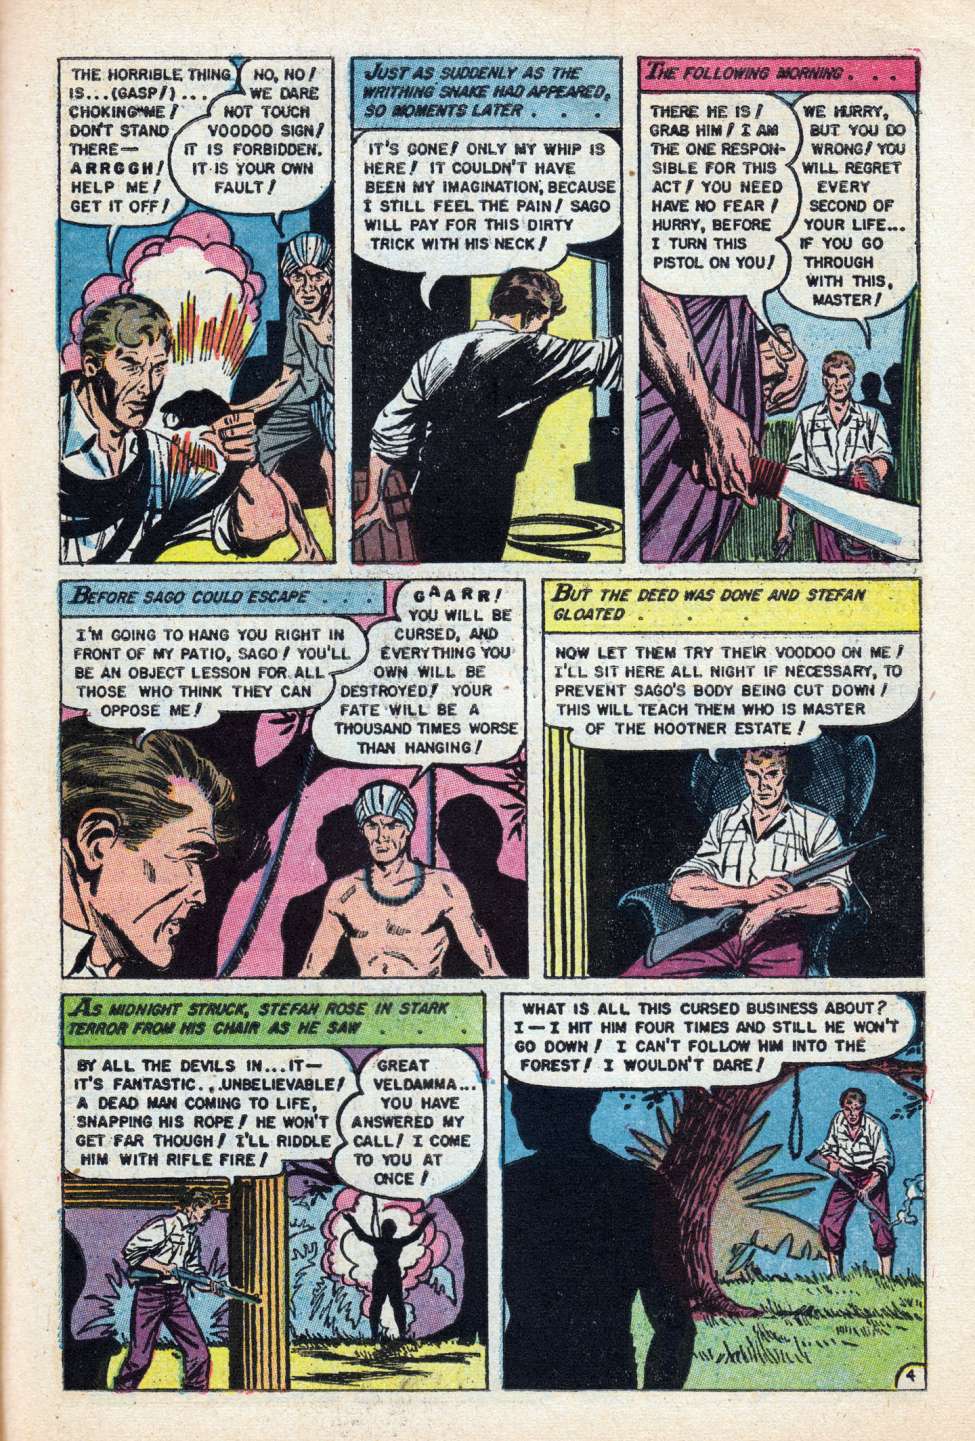 THE HORRIBLE THING
IS...(GASP!)...
CHOKING ME!
DON'T STAND
THERE—
ARRGGH!
HELP ME!
GET IT OFF!
NO, NO!
WE DARE
NOT TOUCH
VOODOO SIGN!
IT IS FORBIDDEN.
IT IS YOUR OWN
FAULT!
JUST AS SUDDENLY AS THE
WRITHING SNAKE HAD APPEARED,
SO MOMENTS LATER . . .
IT'S GONE! ONLY MY WHIP IS
HERE! IT COULDN'T HAVE
BEEN MY IMAGINATION, BECAUSE
I STILL FEEL THE PAIN! SAGO
WILL PAY FOR THIS DIRTY
TRICK WITH HIS NECK!
THE FOLLOWING MORNING . . .
THERE HE IS!
GRAB HIM! I AM
THE ONE RESPON-
SIBLE FOR THIS
ACT! YOU NEED
HAVE NO FEAR!
HURRY, BEFORE
I TURN THIS
PISTOL ON YOU!
WE HURRY,
BUT YOU DO
WRONG! YOU
WILL REGRET
EVERY
SECOND OF
YOUR LIFE...
IF YOU GO
THROUGH
WITH THIS,
MASTER!
BEFORE SAGO COULD ESCAPE . . .
I'M GOING TO HANG YOU RIGHT IN
FRONT OF MY PATIO, SAGO! YOU'LL
BE AN OBJECT LESSON FOR ALL
THOSE WHO THINK THEY CAN
OPPOSE ME!
GAARR!
YOU WILL BE
CURSED, AND
EVERYTHING YOU
OWN WILL BE
DESTROYED! YOUR
FATE WILL BE A
THOUSAND TIMES WORSE
THAN HANGING!
BUT THE DEED WAS DONE AND STEFAN
GLOATED . . . .
NOW LET THEM TRY THEIR VOODOO ON ME!
I'LL SIT HERE ALL NIGHT IF NECESSARY, TO
PREVENT SAGO'S BODY BEING CUT DOWN!
THIS WILL TEACH THEM WHO IS MASTER
OF THE HOOTNER ESTATE!
AS MIDNIGHT STRUCK, STEFAN ROSE IN STARK
TERROR FROM HIS CHAIR AS HE SAW . . .
BY ALL THE DEVILS IN...IT—
IT'S FANTASTIC...UNBELIEVABLE!
A DEAD MAN COMING TO LIFE,
SNAPPING HIS ROPE! HE WON'T
GET FAR THOUGH! I'LL RIDDLE
HIM WITH RIFLE FIRE!
GREAT
VELDAMMA...
YOU HAVE
ANSWERED MY
CALL! I COME
TO YOU AT
ONCE!
WHAT IS ALL THIS CURSED BUSINESS ABOUT?
I—I HIT HIM FOUR TIMES AND STILL HE WON'T
GO DOWN! I CAN'T FOLLOW HIM INTO THE
FOREST! I WOULDN'T DARE!
4